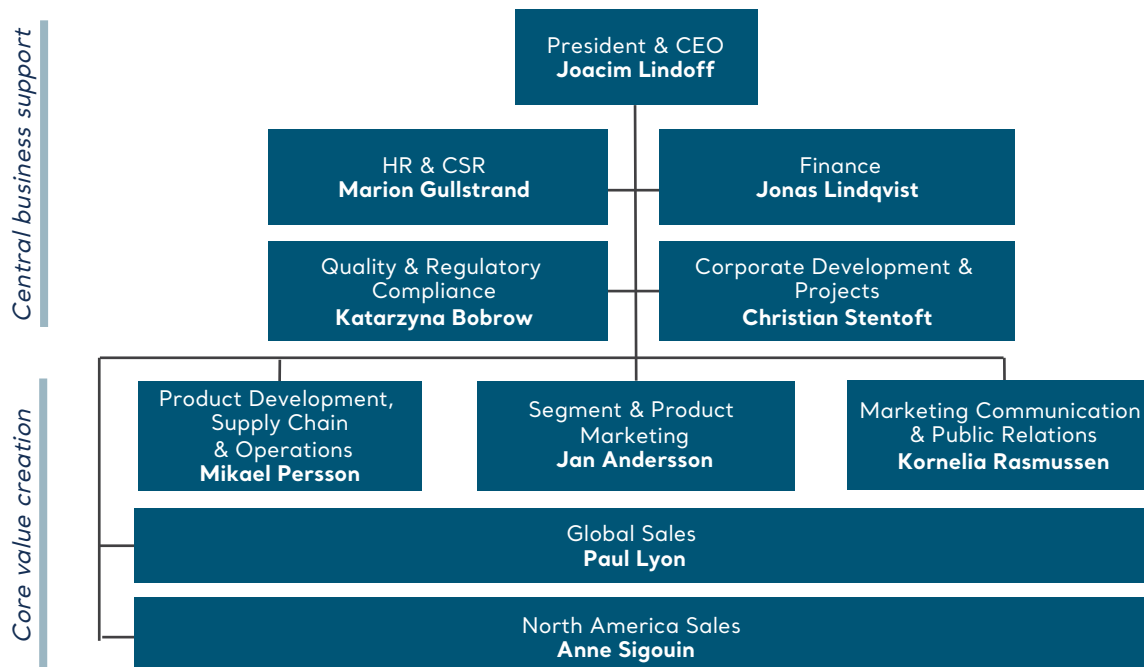 Central business support
President & CEO
Joacim Lindoff
HR & CSR
Marion Gullstrand
Finance
Jonas Lindqvist
Quality & Regulatory
Compliance
Katarzyna Bobrow
Corporate Development &
Projects
Christian Stentoft
Core value creation
Product Development,
Supply Chain
& Operations
Mikael Persson
Segment & Product
Marketing
Jan Andersson
Marketing Communication
& Public Relations
Kornelia Rasmussen
Global Sales
Paul Lyon
North America Sales
Anne Sigouin